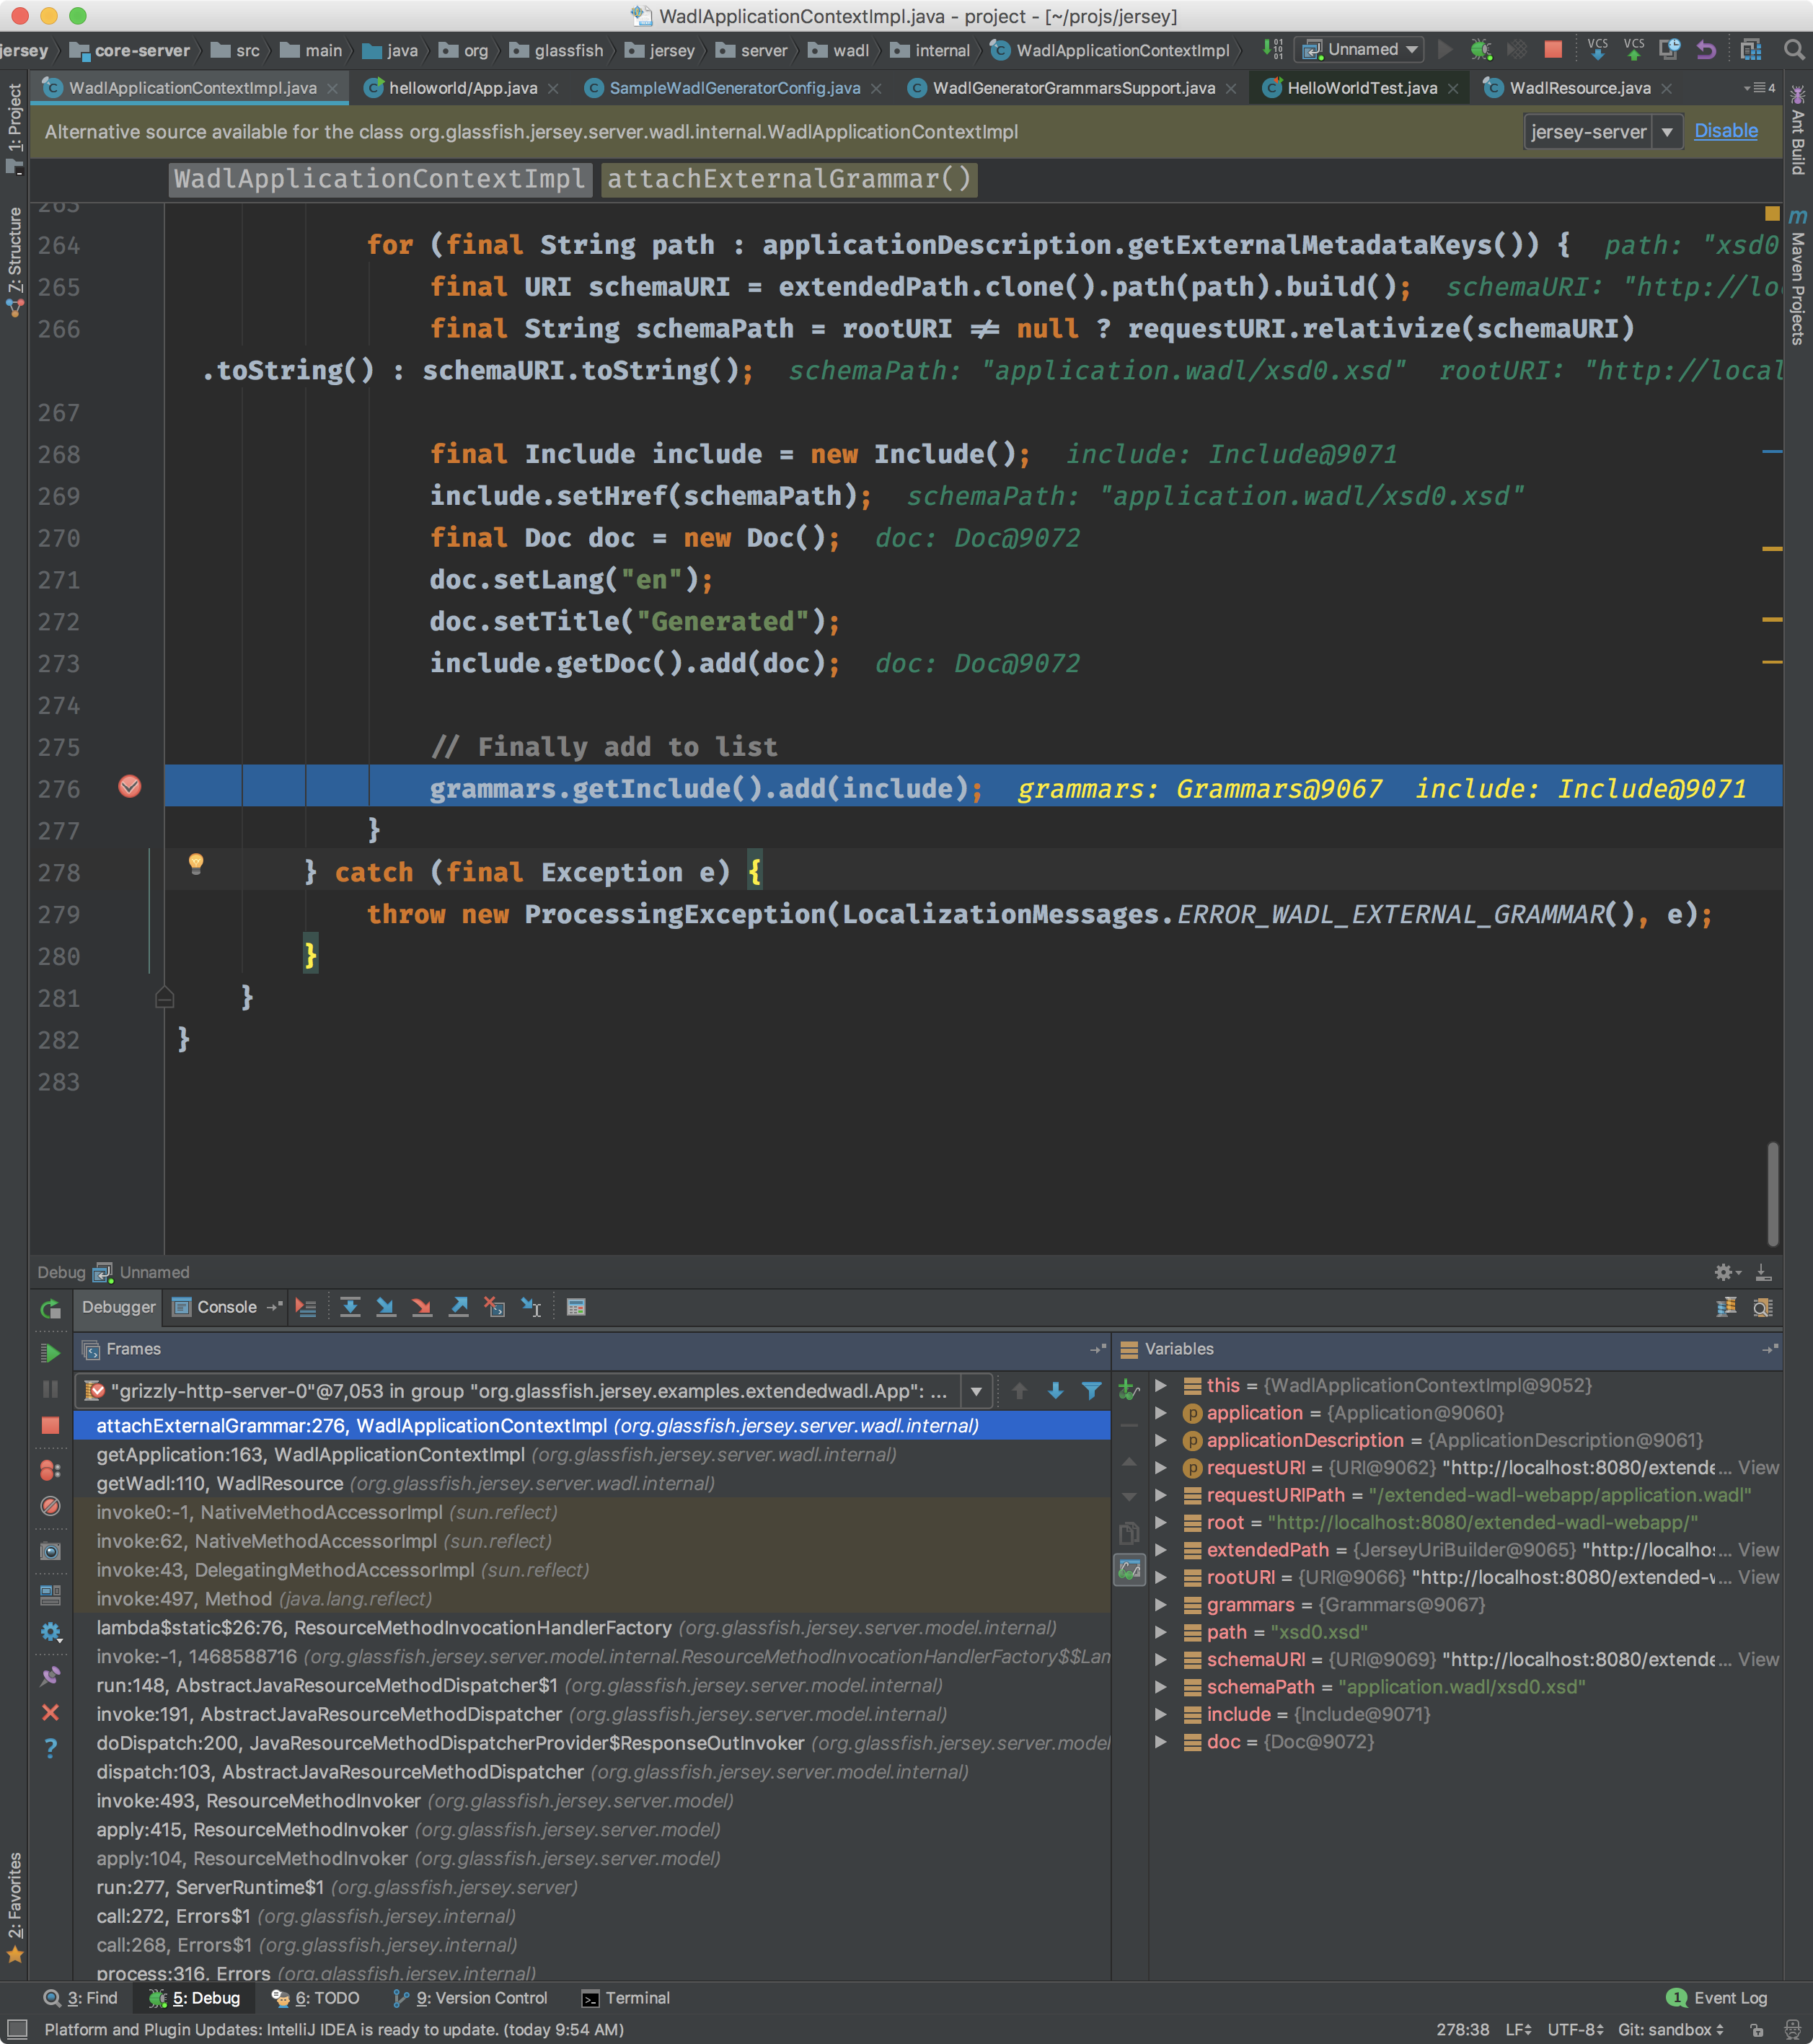 WadlApplicationContextImpl.java - project - [~/projs/jersey]
jersey core-server src main java org glassfish jersey server wadl internal WadlApplicationContextImpl Unnamed VCS VCS
WadlApplicationContextImpl.java helloworld/App.java SampleWadlGeneratorConfig.java WadlGeneratorGrammarsSupport.java HelloWorldTest.java WadlResource.java 4
Alternative source available for the class org.glassfish.jersey.server.wadl.internal.WadlApplicationContextImpl jersey-server Disable
WadlApplicationContextImpl attachExternalGrammar()
1: Project
7: Structure
2: Favorites
Ant Build
Maven Projects
263
264 for (final String path : applicationDescription.getExternalMetadataKeys()) { path: "xsd0
265 final URI schemaURI = extendedPath.clone().path(path).build(); schemaURI: "http://lo
266 final String schemaPath = rootURI ≠ null ? requestURI.relativize(schemaURI)
.toString() : schemaURI.toString(); schemaPath: "application.wadl/xsd0.xsd" rootURI: "http://local
267
268 final Include include = new Include(); include: Include@9071
269 include.setHref(schemaPath); schemaPath: "application.wadl/xsd0.xsd"
270 final Doc doc = new Doc(); doc: Doc@9072
271 doc.setLang("en");
272 doc.setTitle("Generated");
273 include.getDoc().add(doc); doc: Doc@9072
274
275 // Finally add to list
276 grammars.getInclude().add(include); grammars: Grammars@9067 include: Include@9071
277 }
278 } catch (final Exception e) {
279 throw new ProcessingException(LocalizationMessages.ERROR_WADL_EXTERNAL_GRAMMAR(), e);
280 }
281 }
282 }
283
Debug Unnamed
Debugger Console
Frames
"grizzly-http-server-0"@7,053 in group "org.glassfish.jersey.examples.extendedwadl.App": ...
attachExternalGrammar:276, WadlApplicationContextImpl (org.glassfish.jersey.server.wadl.internal)
getApplication:163, WadlApplicationContextImpl (org.glassfish.jersey.server.wadl.internal)
getWadl:110, WadlResource (org.glassfish.jersey.server.wadl.internal)
invoke0:-1, NativeMethodAccessorImpl (sun.reflect)
invoke:62, NativeMethodAccessorImpl (sun.reflect)
invoke:43, DelegatingMethodAccessorImpl (sun.reflect)
invoke:497, Method (java.lang.reflect)
lambda$static$26:76, ResourceMethodInvocationHandlerFactory (org.glassfish.jersey.server.model.internal)
invoke:-1, 1468588716 (org.glassfish.jersey.server.model.internal.ResourceMethodInvocationHandlerFactory$$Lam
run:148, AbstractJavaResourceMethodDispatcher$1 (org.glassfish.jersey.server.model.internal)
invoke:191, AbstractJavaResourceMethodDispatcher (org.glassfish.jersey.server.model.internal)
doDispatch:200, JavaResourceMethodDispatcherProvider$ResponseOutInvoker (org.glassfish.jersey.server.model
dispatch:103, AbstractJavaResourceMethodDispatcher (org.glassfish.jersey.server.model.internal)
invoke:493, ResourceMethodInvoker (org.glassfish.jersey.server.model)
apply:415, ResourceMethodInvoker (org.glassfish.jersey.server.model)
apply:104, ResourceMethodInvoker (org.glassfish.jersey.server.model)
run:277, ServerRuntime$1 (org.glassfish.jersey.server)
call:272, Errors$1 (org.glassfish.jersey.internal)
call:268, Errors$1 (org.glassfish.jersey.internal)
process:316, Errors (org.glassfish.jersey.internal)
Variables
this = {WadlApplicationContextImpl@9052}
application = {Application@9060}
applicationDescription = {ApplicationDescription@9061}
requestURI = {URI@9062} "http://localhost:8080/extende... View
requestURIPath = "/extended-wadl-webapp/application.wadl"
root = "http://localhost:8080/extended-wadl-webapp/"
extendedPath = {JerseyUriBuilder@9065} "http://localho:... View
rootURI = {URI@9066} "http://localhost:8080/extended-v... View
grammars = {Grammars@9067}
path = "xsd0.xsd"
schemaURI = {URI@9069} "http://localhost:8080/extende... View
schemaPath = "application.wadl/xsd0.xsd"
include = {Include@9071}
doc = {Doc@9072}
3: Find 5: Debug 6: TODO 9: Version Control Terminal 1 Event Log
Platform and Plugin Updates: IntelliJ IDEA is ready to update. (today 9:54 AM) 278:38 LF UTF-8 Git: sandbox